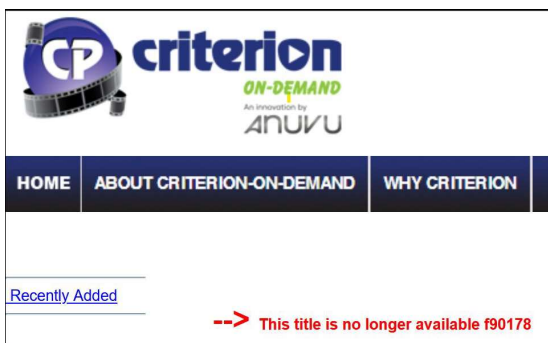 CP criterion
ON-DEMAND
An innovation by
ANUVU
HOME ABOUT CRITERION-ON-DEMAND WHY CRITERION
Recently Added
--> This title is no longer available f90178